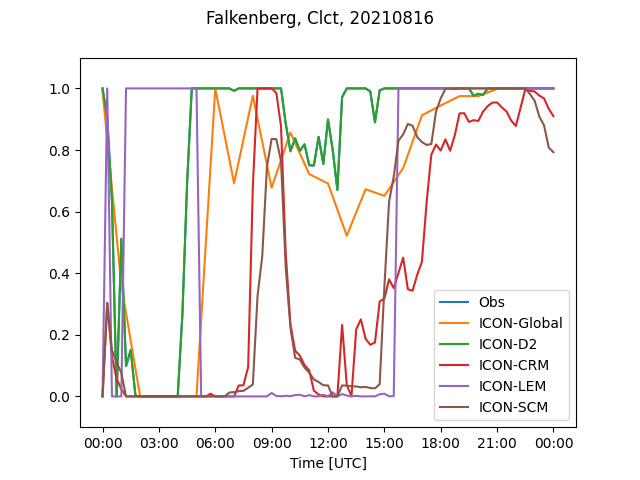 Falkenberg, Clct, 20210816
1.0
0.8
0.6
0.4
0.2
0.0
Obs
ICON-Global
ICON-D2
ICON-CRM
ICON-LEM
ICON-SCM
00:00 03:00 06:00 09:00 12:00 15:00 18:00 21:00 00:00
Time [UTC]